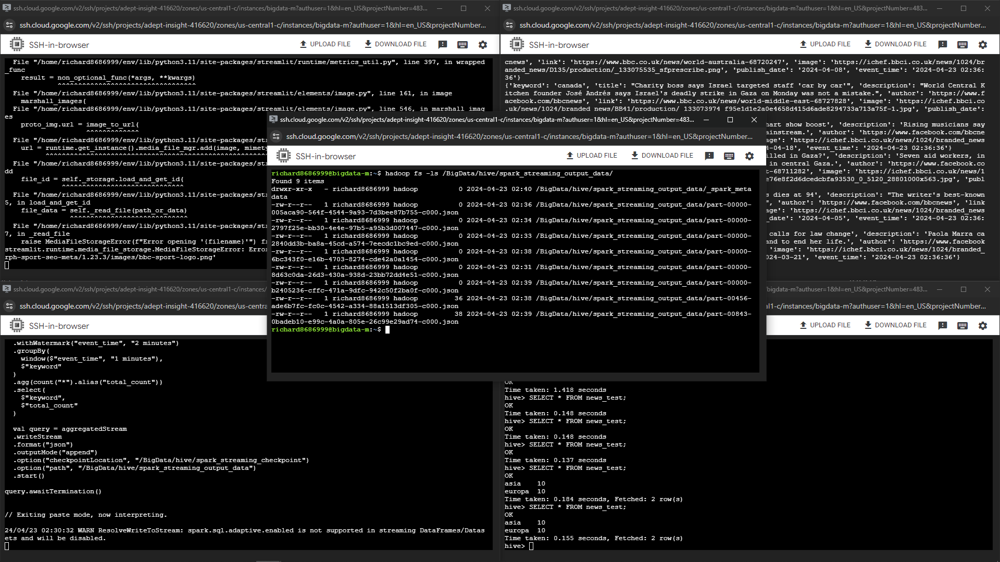 ssh.cloud.google.com/v2/ssh/projects/adept-insight-416620/zones/us-central1-c/instances/bigdata-m?authuser=1&hl=en_US&projectNumber=483...
ssh.cloud.google.com/v2/ssh/projects/adept-insight-416620/zones/us-central1-c/instances/bigdata-m?authuser=1&hl=en_US&projectNumber...
SSH-in-browser
UPLOAD FILE
DOWNLOAD FILE
File "/home/richard8686999/env/lib/python3.11/site-packages/streamlit/runtime/metrics_util.py", line 397, in wrapped
_func
result = non_optional_func(*args, **kwargs)
^^^^^^^^^^^^^^^^^^^^^^^^^^^^^^^^^^
File "/home/richard8686999/env/lib/python3.11/site-packages/streamlit/elements/image.py", line 161, in image
marshall_images(
File "/home/richard8686999/env/lib/python3.11/site-packages/streamlit/elements/image.py", line 546, in marshall_imag
es
proto_img.url = image_to_url(
^^^^^^^^^^^^^
File "/home/richard8686999/env/lib/python3.11/site-packages/str
url = runtime.get_instance().media_file_mgr.add(image, mimety
^^^^^^^^^^^^^^^^^^^^^^^^^^^^^^^^^^^^^^^^^^^^^^^^^^^^^^^
File "/home/richard8686999/env/lib/python3.11/site-packages/str
dd
file_id = self._storage.load_and_get_id(
^^^^^^^^^^^^^^^^^^^^^^^^^^^^^^
File "/home/richard8686999/env/lib/python3.11/site-packages/str
5, in load_and_get_id
file_data = self._read_file(path_or_data)
^^^^^^^^^^^^^^^^^^^^^^^^^^^^^
File "/home/richard8686999/env/lib/python3.11/site-packages/str
7, in _read_file
raise MediaFileStorageError(f"Error opening '{filename}'") fr
streamlit.runtime.media_file_storage.MediaFileStorageError: Erro
rph-sport-seo-meta/1.23.3/images/bbc-sport-logo.png'
ssh.cloud.google.com/v2/ssh/projects/adept-insight-416620/zones/us-central1-c/instances/bigdata-m?authuser=1&hl=en_US&projectNumber=483...
ssh.cloud.google.com/v2/ssh/projects/adept-insight-416620/zones/us-central1-c/instances/bigdata-m?authuser=1&hl=en_US&projectNumber...
SSH-in-browser
UPLOAD FILE
DOWNLOAD FILE
cnews', 'link': 'https://www.bbc.co.uk/news/world-australia-68720247', 'image': 'https://ichef.bbci.co.uk/news/1024/br
anded_news/D135/production/_133075535_sfprescribe.png', 'publish_date': '2024-04-08', 'event_time': '2024-04-23 02:36:
36'}
{'keyword': 'canada', 'title': "Charity boss says Israel targeted staff 'car by car'", 'description': "World Central K
itchen founder José Andrés says Israel's deadly strike in Gaza on Monday was not a mistake.", 'author': 'https://www.f
acebook.com/bbcnews', 'link': 'https://www.bbc.co.uk/news/world-middle-east-68727828', 'image': 'https://ichef.bbci.co
.uk/news/1024/branded_news/BB41/production/_133073974_f95e1d1e2a0e4658d415d6ade8294733a713a75f-1.jpg', 'publish_date':
hart show boost', 'description': 'Rising musicians say
ainstream.', 'author': 'https://www.facebook.com/bbcne
age': 'https://ichef.bbci.co.uk/news/1024/branded_news
-04-18', 'event_time': '2024-04-23 02:36:36'}
illed in Gaza?', 'description': 'Seven aid workers, in
in central Gaza.', 'author': 'https://www.facebook.co
-68711282', 'image': 'https://ichef.bbci.co.uk/news/1
e76e8f2d6dcedcbfa93530_0_5120_28801000x563.jpg', 'publ
s dies at 94', 'description': "The writer's best-known
", 'author': 'https://www.facebook.com/bbcnews', 'link
age': 'https://ichef.bbci.co.uk/news/1024/branded_news
_date': '2024-04-05', 'event_time': '2024-04-23 02:36:
calls for law change', 'description': 'Paola Marra ca
and to end her life.', 'author': 'https://www.facebook
'image': 'https://ichef.bbci.co.uk/news/1024/branded_
024-03-21', 'event_time': '2024-04-23 02:36:36'}
ssh.cloud.google.com/v2/ssh/projects/adept-insight-416620/zones/us-central1-c/instances/bigdata-m?authuser=1&hl=en_US&projectNumber=483...
ssh.cloud.google.com/v2/ssh/projects/adept-insight-416620/zones/us-central1-c/instances/bigdata-m?authuser=1&hl=en_US&projectNumber...
SSH-in-browser
UPLOAD FILE
DOWNLOAD FILE
richard8686999@bigdata-m:~$ hadoop fs -ls /BigData/hive/spark_streaming_output_data/
Found 9 items
drwxr-xr-x   - richard8686999 hadoop          0 2024-04-23 02:40 /BigData/hive/spark_streaming_output_data/_spark_meta
data
-rw-r--r--   1 richard8686999 hadoop          0 2024-04-23 02:36 /BigData/hive/spark_streaming_output_data/part-00000-
005aca90-564f-4544-9a93-7d3bee87b755-c000.json
-rw-r--r--   1 richard8686999 hadoop          0 2024-04-23 02:34 /BigData/hive/spark_streaming_output_data/part-00000-
2797f25e-bb30-4e4e-97b5-a95b3d007447-c000.json
-rw-r--r--   1 richard8686999 hadoop          0 2024-04-23 02:33 /BigData/hive/spark_streaming_output_data/part-00000-
2840dd3b-ba8a-45cd-a574-7eecdc1bc9ed-c000.json
-rw-r--r--   1 richard8686999 hadoop          0 2024-04-23 02:38 /BigData/hive/spark_streaming_output_data/part-00000-
6bc343f0-e16b-4703-8274-cde42a0a1454-c000.json
-rw-r--r--   1 richard8686999 hadoop          0 2024-04-23 02:31 /BigData/hive/spark_streaming_output_data/part-00000-
8d63c0da-26d3-430a-938d-23bb72dd4e51-c000.json
-rw-r--r--   1 richard8686999 hadoop          0 2024-04-23 02:39 /BigData/hive/spark_streaming_output_data/part-00000-
b2405236-cffc-471a-9dfc-942c50f2ba0f-c000.json
-rw-r--r--   1 richard8686999 hadoop         36 2024-04-23 02:38 /BigData/hive/spark_streaming_output_data/part-00456-
ade6b7fc-fc0c-4542-a334-88a1513df305-c000.json
-rw-r--r--   1 richard8686999 hadoop         38 2024-04-23 02:39 /BigData/hive/spark_streaming_output_data/part-00843-
0badeb10-e99c-4a0a-805e-26c99e29ad74-c000.json
richard8686999@bigdata-m:~$
ssh.cloud.google.com/v2/ssh/projects/adept-insight-416620/zones/us-central1-c/instances/
ssh.cloud.google.com/v2/ssh/projects/adept-insight-416620/zones/us-centra
SSH-in-browser
.withWatermark("event_time", "2 minutes")
.groupBy(
window($"event_time", "1 minutes"),
$"keyword"
)
.agg(count("*").alias("total_count"))
.select(
$"keyword",
$"total_count"
)
val query = aggregatedStream
.writeStream
.format("json")
.outputMode("append")
.option("checkpointLocation", "/BigData/hive/spark_streaming_checkpoint")
.option("path", "/BigData/hive/spark_streaming_output_data")
.start()
query.awaitTermination()
// Exiting paste mode, now interpreting.
24/04/23 02:30:32 WARN ResolveWriteToStream: spark.sql.adaptive.enabled is not supported in streaming DataFrames/Datas
ets and will be disabled.
bigdata-m?authuser=1&hl=en_US&projectNumber=483...
al1-c/instances/bigdata-m?authuser=1&hl=en_US&projectNumber...
UPLOAD FILE
DOWNLOAD FILE
OK
Time taken: 1.418 seconds
hive> SELECT * FROM news_test;
OK
Time taken: 0.148 seconds
hive> SELECT * FROM news_test;
OK
Time taken: 0.148 seconds
hive> SELECT * FROM news_test;
OK
Time taken: 0.137 seconds
hive> SELECT * FROM news_test;
OK
asia    10
europa  10
Time taken: 0.184 seconds, Fetched: 2 row(s)
hive> SELECT * FROM news_test;
OK
asia    10
europa  10
Time taken: 0.155 seconds, Fetched: 2 row(s)
hive>